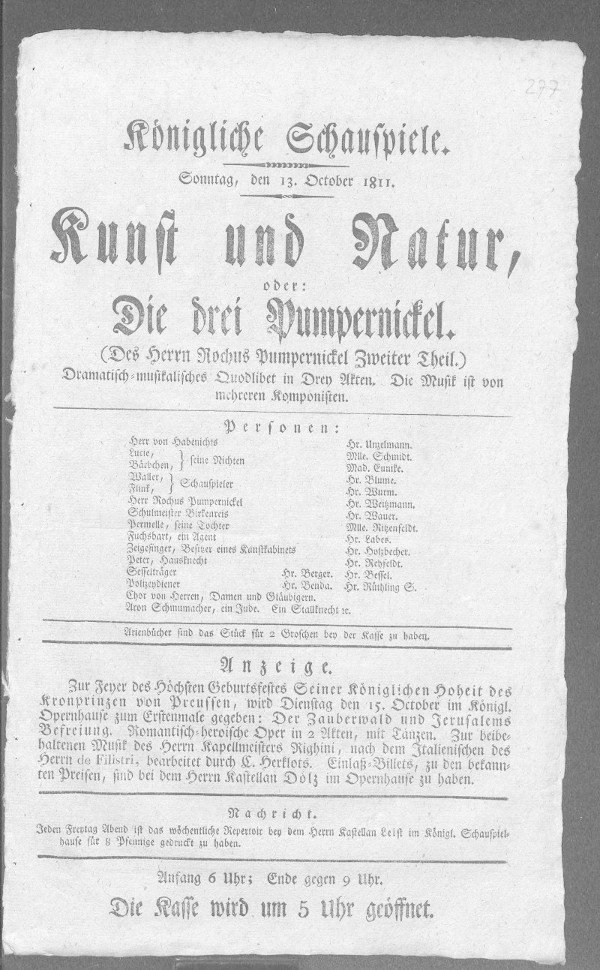 277
Königliche Schauspiele.
Sonntag, den 13. October 1811.
Kunst und Natur,
oder:
Die drei Pumpernickel.
(Des Herrn Rochus Pumpernickel Zweiter Theil.)
Dramatisch-musikalisches Quodlibet in Drey Akten. Die Musik ist von
mehreren Komponisten.
Personen:
Herr von Habenichts Hr. Unzelmann.
Lucie, Mlle. Schmidt.
Bärbchen, } seine Nichten Mad. Eunike.
Waller, Hr. Blume.
Flink, } Schauspieler Hr. Wurm.
Herr Rochus Pumpernickel Hr. Weitzmann.
Schulmeister Birkenreis Hr. Wauer.
Pernelle, seine Tochter Mlle. Ritzenfeldt.
Fuchsbart, ein Agent Hr. Labes.
Zeigefinger, Besitzer eines Kunstkabinets Hr. Holzbecher.
Peter, Hausknecht Hr. Rehfeldt.
Sesselträger Hr. Berger. Hr. Bessel.
Polizeydiener Hr. Benda. Hr. Rüthling S.
Chor von Herren, Damen und Gläubigern.
Aron Schmumacher, ein Jude. Ein Stallknecht ꝛc.
Arienbücher sind das Stück für 2 Groschen bey der Kasse zu haben.
Anzeige.
Zur Feyer des Höchsten Geburtsfestes Seiner Königlichen Hoheit des
Kronprinzen von Preussen, wird Dienstag den 15. October im Königl.
Opernhause zum Erstenmale gegeben: Der Zauberwald und Jerusalems
Befreiung. Romantisch-heroische Oper in 2 Akten, mit Tänzen. Zur beibe-
haltenen Musik des Herrn Kapellmeisters Righini, nach dem Italienischen des
Herrn de Filistri, bearbeitet durch C. Herklots. Einlaß-Billets, zu den bekann-
ten Preisen, sind bei dem Herrn Kastellan Dölz im Opernhause zu haben.
Nachricht.
Jeden Freytag Abend ist das wöchentliche Repertoir bey dem Herrn Kastellan Leist im Königl. Schauspiel-
hause für 8 Pfennige gedruckt zu haben.
Anfang 6 Uhr; Ende gegen 9 Uhr.
Die Kasse wird um 5 Uhr geöffnet.